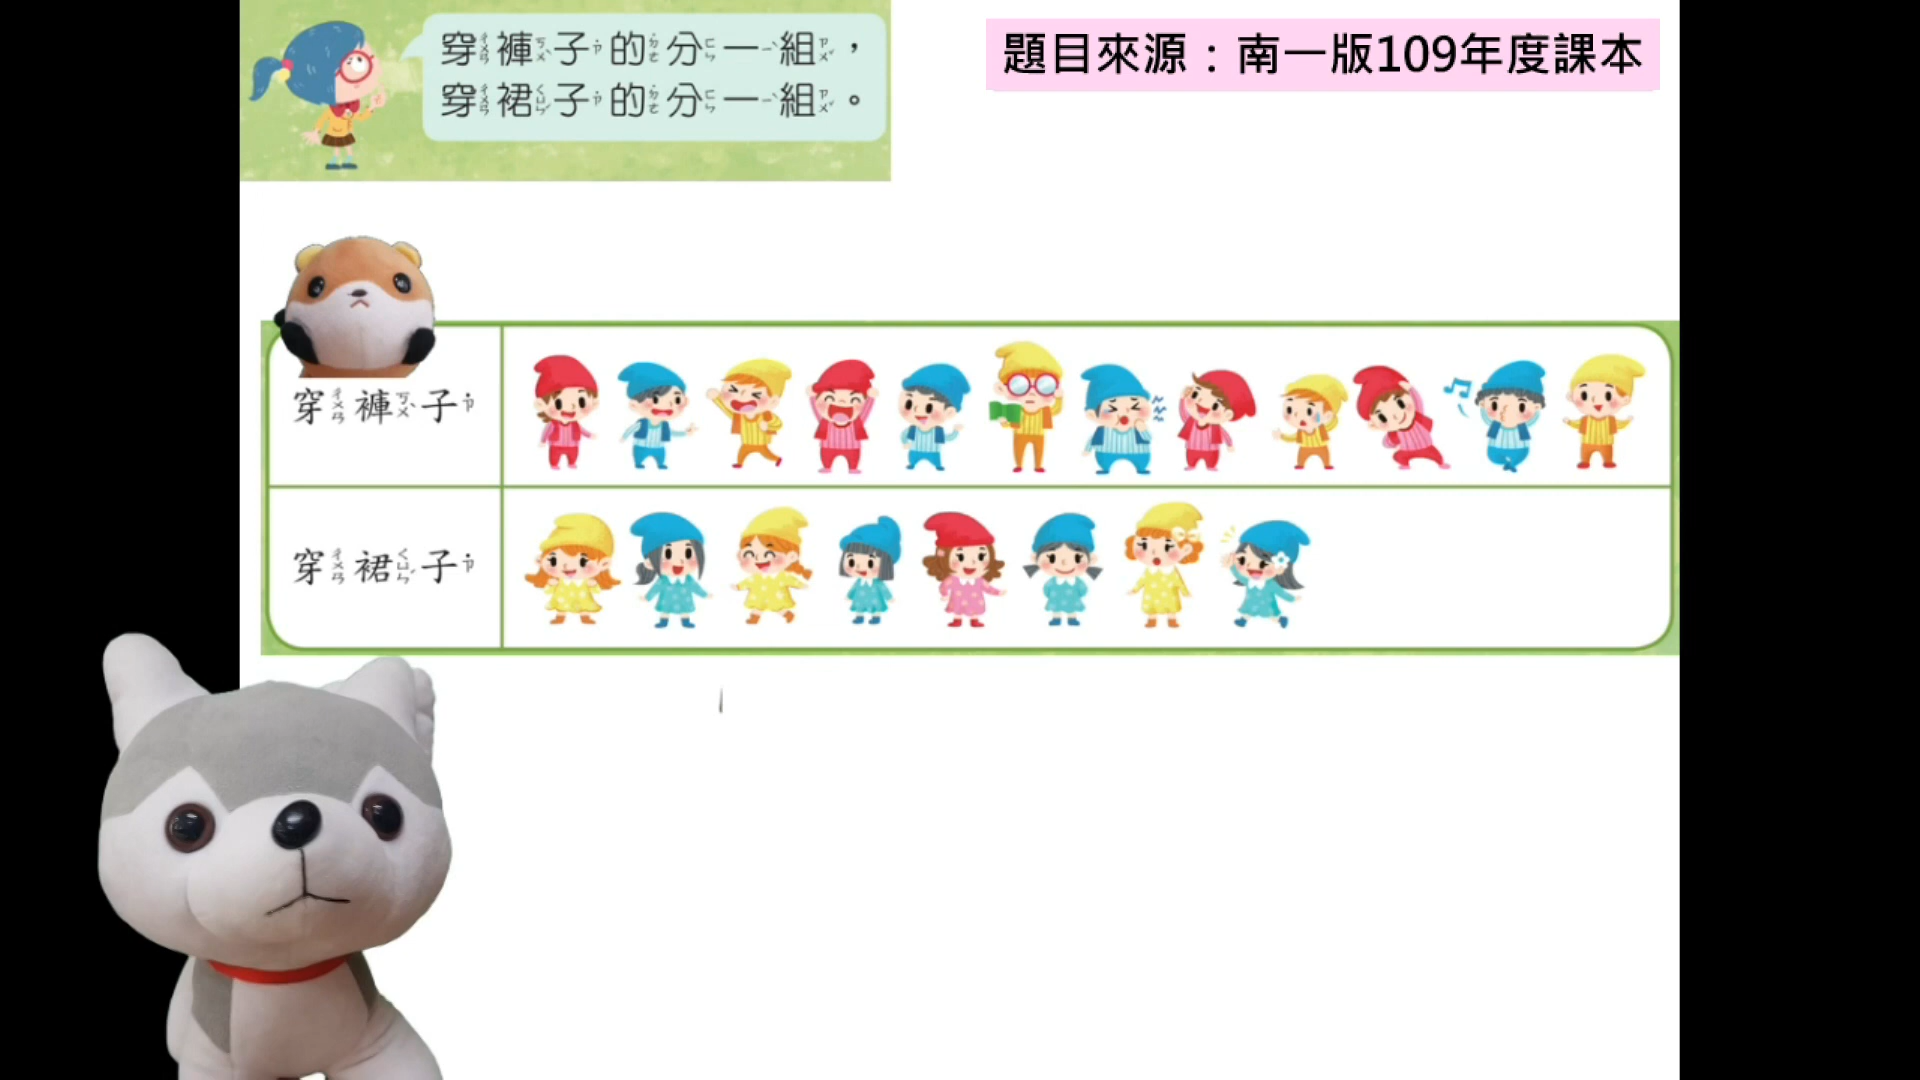 穿褲子的分一組，
穿裙子的分一組。
題目來源：南一版109年度課本
穿褲子
穿裙子